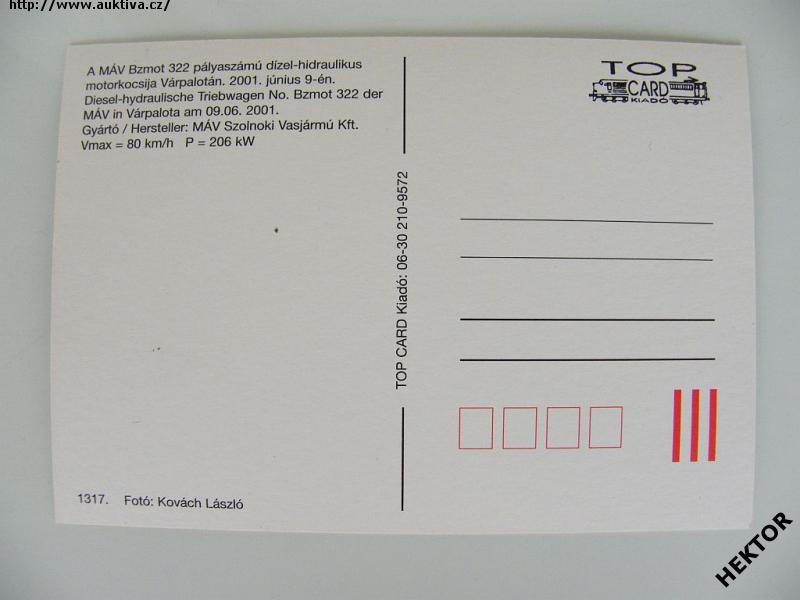 http://www.auktiva.cz/
A MÁV Bzmot 322 pályaszámú dízel-hidraulikus
motorkocsija Várpalotán. 2001. június 9-én.
Diesel-hydraulische Triebwagen No. Bzmot 322 der
MÁV in Várpalota am 09.06. 2001.
Gyártó / Hersteller: MÁV Szolnoki Vasjármű Kft.
Vmax = 80 km/h P = 206 kW
TOP
CARD
KIADÓ
TOP CARD Kiadó: 06-30 210-9572
1317. Fotó: Kovách László
HEKTOR